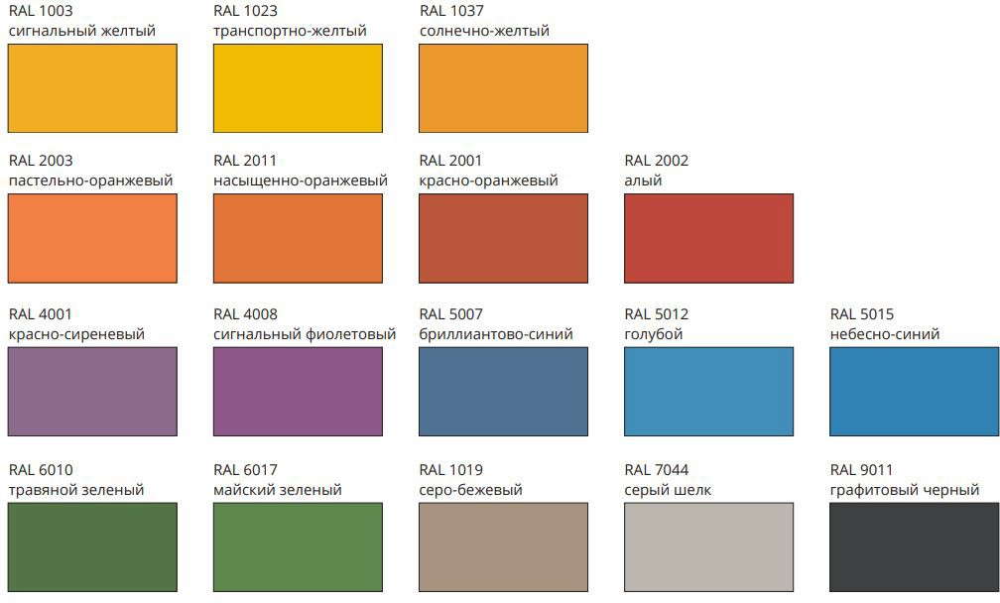 RAL 1003
сигнальный желтый
RAL 1023
транспортно-желтый
RAL 1037
солнечно-желтый
RAL 2003
пастельно-оранжевый
RAL 2011
насыщенно-оранжевый
RAL 2001
красно-оранжевый
RAL 2002
алый
RAL 4001
красно-сиреневый
RAL 4008
сигнальный фиолетовый
RAL 5007
бриллиантово-синий
RAL 5012
голубой
RAL 5015
небесно-синий
RAL 6010
травяной зеленый
RAL 6017
майский зеленый
RAL 1019
серо-бежевый
RAL 7044
серый шелк
RAL 9011
графитовый черный